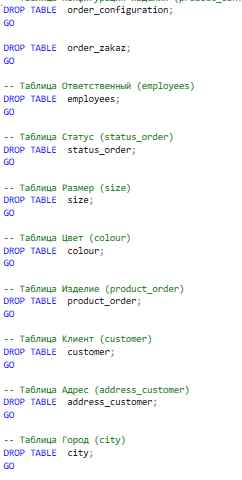 DROP TABLE order_configuration;
GO
DROP TABLE order_zakaz;
GO
-- Таблица Ответственный (employees)
DROP TABLE employees;
GO
-- Таблица Статус (status_order)
DROP TABLE status_order;
GO
-- Таблица Размер (size)
DROP TABLE size;
GO
-- Таблица Цвет (colour)
DROP TABLE colour;
GO
-- Таблица Изделие (product_order)
DROP TABLE product_order;
GO
-- Таблица Клиент (customer)
DROP TABLE customer;
GO
-- Таблица Адрес (address_customer)
DROP TABLE address_customer;
GO
-- Таблица Город (city)
DROP TABLE city;
GO